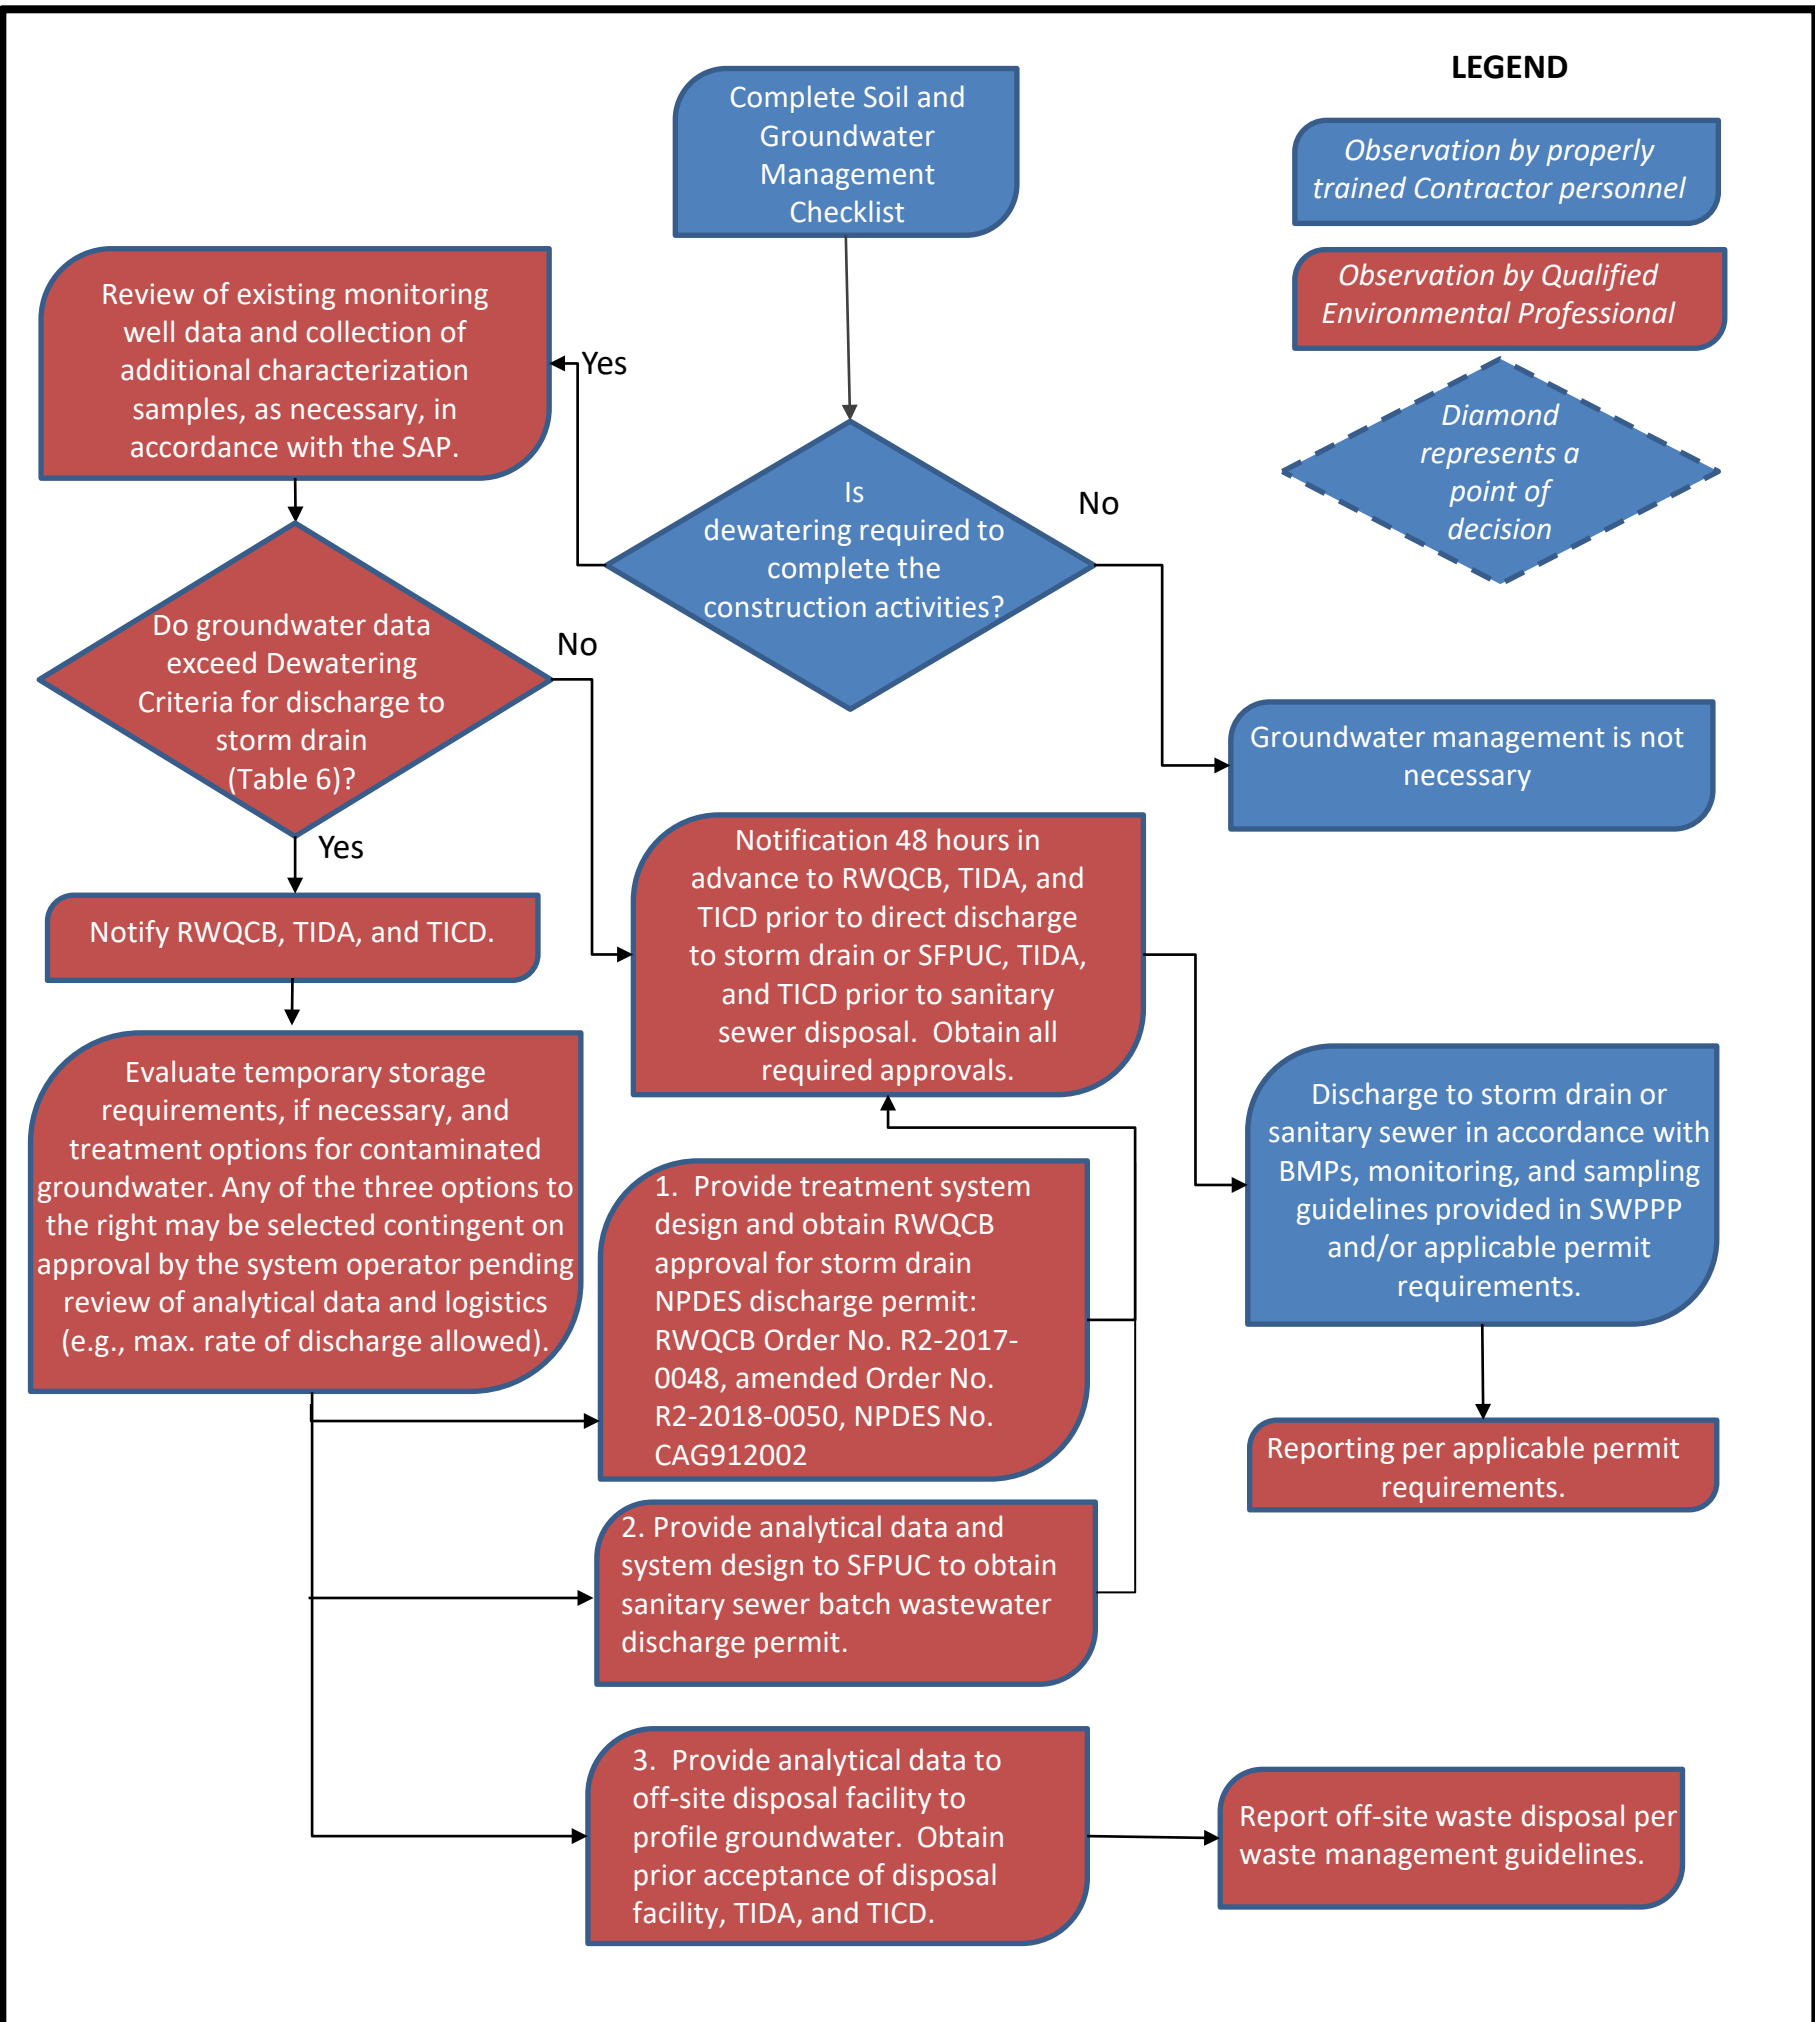 LEGEND
Complete Soil and
Groundwater
Management
Checklist
Observation by properly
trained Contractor personnel
Observation by Qualified
Environmental Professional
Diamond
represents a
point of
decision
Review of existing monitoring
well data and collection of
additional characterization
samples, as necessary, in
accordance with the SAP.
Yes
Is
dewatering required to
complete the
construction activities?
No
Do groundwater data
exceed Dewatering
Criteria for discharge to
storm drain
(Table 6)?
No
Groundwater management is not
necessary
Yes
Notify RWQCB, TIDA, and TICD.
Notification 48 hours in
advance to RWQCB, TIDA, and
TICD prior to direct discharge
to storm drain or SFPUC, TIDA,
and TICD prior to sanitary
sewer disposal.  Obtain all
required approvals.
Evaluate temporary storage
requirements, if necessary, and
treatment options for contaminated
groundwater. Any of the three options to
the right may be selected contingent on
approval by the system operator pending
review of analytical data and logistics
(e.g., max. rate of discharge allowed).
Discharge to storm drain or
sanitary sewer in accordance with
BMPs, monitoring, and sampling
guidelines provided in SWPPP
and/or applicable permit
requirements.
1.  Provide treatment system
design and obtain RWQCB
approval for storm drain
NPDES discharge permit:
RWQCB Order No. R2-2017-
0048, amended Order No.
R2-2018-0050, NPDES No.
CAG912002
Reporting per applicable permit
requirements.
2. Provide analytical data and
system design to SFPUC to obtain
sanitary sewer batch wastewater
discharge permit.
3.  Provide analytical data to
off-site disposal facility to
profile groundwater.  Obtain
prior acceptance of disposal
facility, TIDA, and TICD.
Report off-site waste disposal per
waste management guidelines.